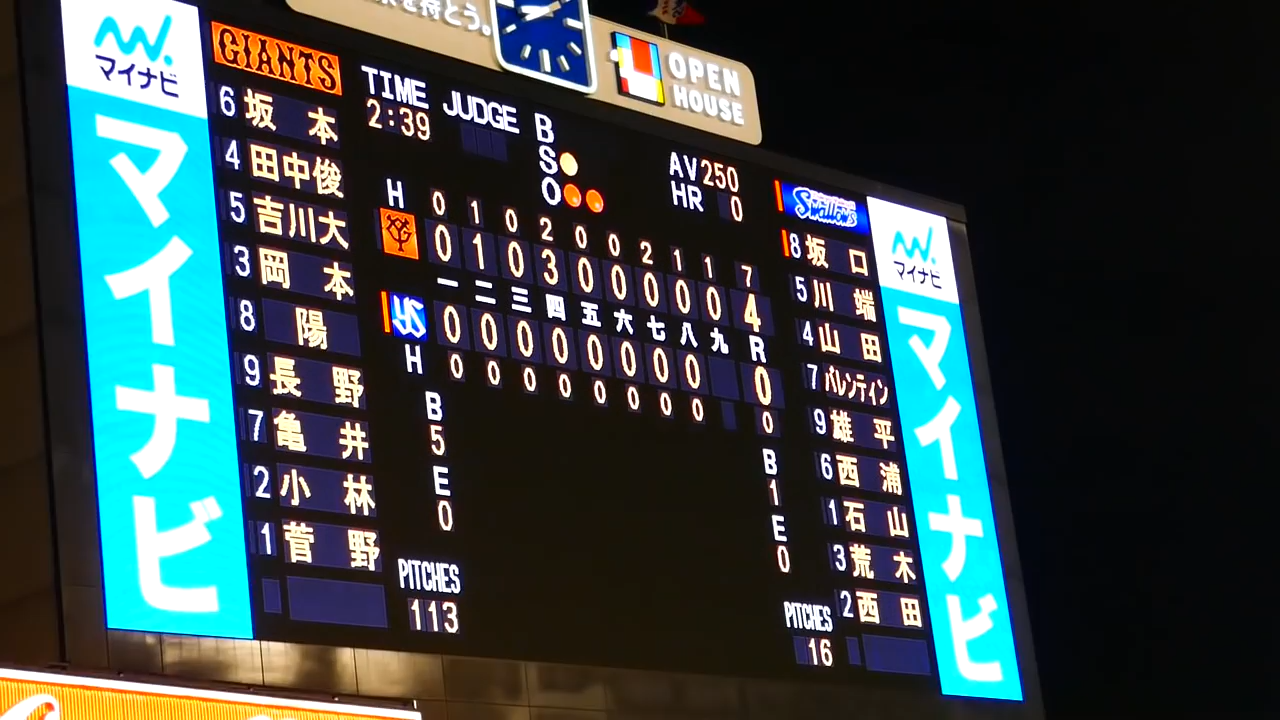 を待とう。
OPEN
HOUSE
マイナビ
マイナビ
GIANTS
6 坂本
4 田中俊
5 吉川大
3 岡本
8 陽
9 長野
7 亀井
2 小林
1 菅野
TIME
2:39
JUDGE
B
S
O
AV 250
HR 0
H 0 1 0 2 0 0 2 1 1 7
YG 0 1 0 3 0 0 0 0 0 4
一 二 三 四 五 六 七 八 九 R
YS 0 0 0 0 0 0 0 0 0
H 0 0 0 0 0 0 0 0 0
B
5
E
0
PITCHES
113
B
1
E
0
PITCHES
16
Swallows
8 坂口
5 川端
4 山田
7 バレンティン
9 雄平
6 西浦
1 石山
3 荒木
2 西田
マイナビ
マイナビ